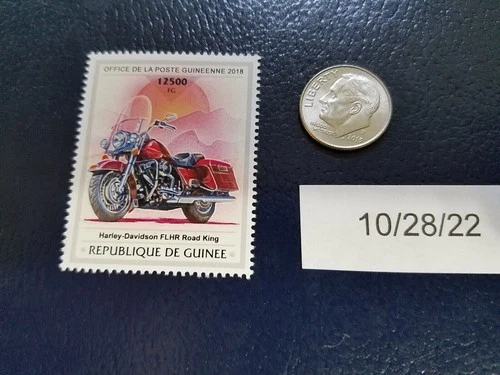 OFFICE DE LA POSTE GUINEENNE 2018
12500
FG
Harley-Davidson FLHR Road King
REPUBLIQUE DE GUINEE
LIBERTY
10/28/22